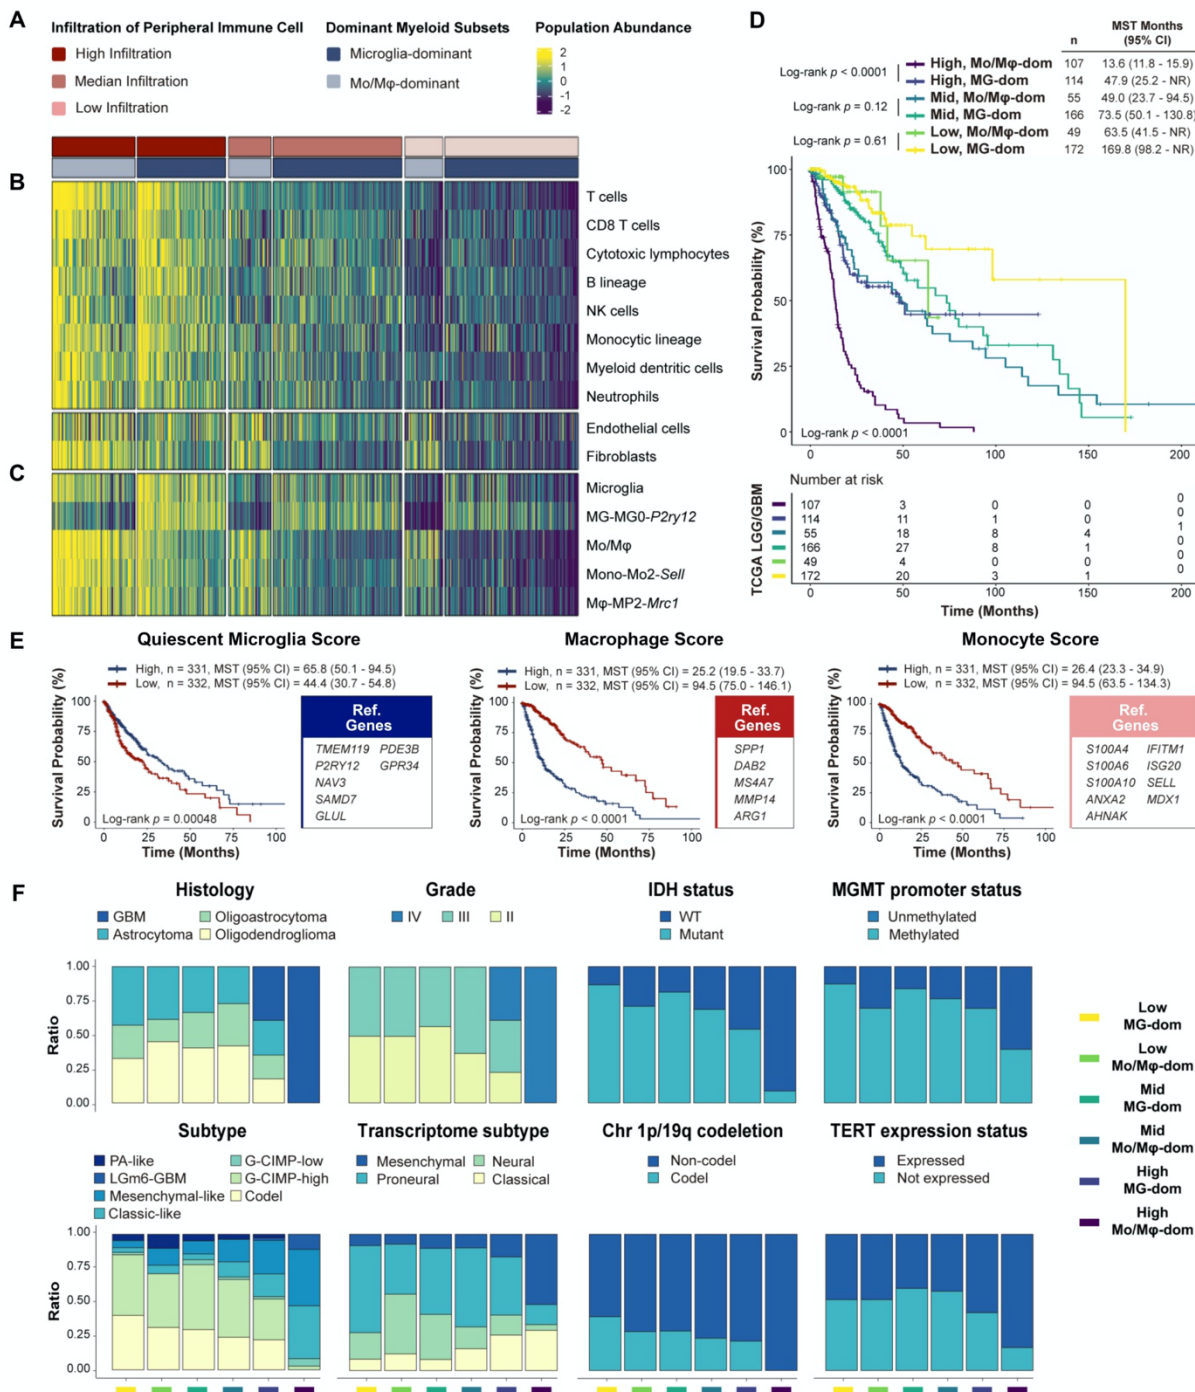 A
Infiltration of Peripheral Immune Cell
High Infiltration
Median Infiltration
Low Infiltration
Dominant Myeloid Subsets
Microglia-dominant
Mo/Mφ-dominant
Population Abundance
2
1
0
-1
-2
B
T cells
CD8 T cells
Cytotoxic lymphocytes
B lineage
NK cells
Monocytic lineage
Myeloid dentritic cells
Neutrophils
Endothelial cells
Fibroblasts
C
Microglia
MG-MG0-P2ry12
Mo/Mφ
Mono-Mo2-Sell
Mφ-MP2-Mrc1
D
n MST Months (95% CI)
Log-rank p < 0.0001
High, Mo/Mφ-dom 107 13.6 (11.8 - 15.9)
High, MG-dom 114 47.9 (25.2 - NR)
Log-rank p = 0.12
Mid, Mo/Mφ-dom 55 49.0 (23.7 - 94.5)
Mid, MG-dom 166 73.5 (50.1 - 130.8)
Log-rank p = 0.61
Low, Mo/Mφ-dom 49 63.5 (41.5 - NR)
Low, MG-dom 172 169.8 (98.2 - NR)
Survival Probability (%)
100
75
50
25
0
Log-rank p < 0.0001
0 50 100 150 200
Number at risk
TCGA LGG/GBM
107 3 0 0 0
114 11 1 0 0
55 18 8 4 1
166 27 8 1 0
49 4 0 0 0
172 20 3 1 0
0 50 100 150 200
Time (Months)
E
Quiescent Microglia Score
High, n = 331, MST (95% CI) = 65.8 (50.1 - 94.5)
Low, n = 332, MST (95% CI) = 44.4 (30.7 - 54.8)
Survival Probability (%)
100
75
50
25
0
Log-rank p = 0.00048
0 25 50 75 100
Time (Months)
Ref. Genes
TMEM119 PDE3B
P2RY12 GPR34
NAV3
SAMD7
GLUL
Macrophage Score
High, n = 331, MST (95% CI) = 25.2 (19.5 - 33.7)
Low, n = 332, MST (95% CI) = 94.5 (75.0 - 146.1)
Survival Probability (%)
100
75
50
25
0
Log-rank p < 0.0001
0 25 50 75 100
Time (Months)
Ref. Genes
SPP1
DAB2
MS4A7
MMP14
ARG1
Monocyte Score
High, n = 331, MST (95% CI) = 26.4 (23.3 - 34.9)
Low, n = 332, MST (95% CI) = 94.5 (63.5 - 134.3)
Survival Probability (%)
100
75
50
25
0
Log-rank p < 0.0001
0 25 50 75 100
Time (Months)
Ref. Genes
S100A4 IFITM1
S100A6 ISG20
S100A10 SELL
ANXA2 MDX1
AHNAK
F
Histology
GBM Oligoastrocytoma
Astrocytoma Oligodendroglioma
Grade
IV III II
IDH status
WT
Mutant
MGMT promoter status
Unmethylated
Methylated
Ratio
1.00
0.75
0.50
0.25
0.00
Low MG-dom
Low Mo/Mφ-dom
Mid MG-dom
Mid Mo/Mφ-dom
High MG-dom
High Mo/Mφ-dom
Subtype
PA-like G-CIMP-low
LGm6-GBM G-CIMP-high
Mesenchymal-like Codel
Classic-like
Transcriptome subtype
Mesenchymal Neural
Proneural Classical
Chr 1p/19q codeletion
Non-codel
Codel
TERT expression status
Expressed
Not expressed
Ratio
1.00
0.75
0.50
0.25
0.00